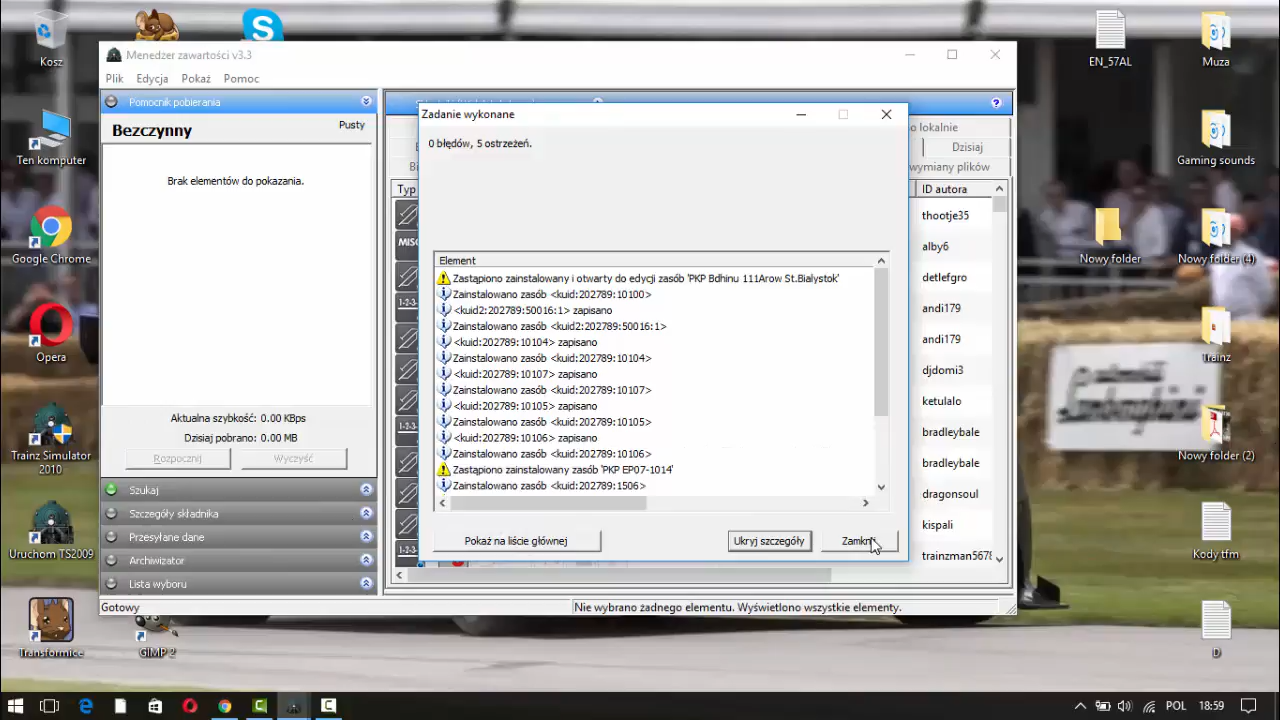 Kosz
Ten komputer
Google Chrome
Opera
Trainz Simulator
2010
Uruchom TS2009
Transformice
GIMP 2
Menedżer zawartości v3.3
Plik
Edycja
Pokaż
Pomoc
Pomocnik pobierania
Bezczynny
Pusty
Brak elementów do pokazania.
Aktualna szybkość: 0.00 KBps
Dzisiaj pobrano: 0.00 MB
Rozpocznij
Wyczyść
Szukaj
Szczegóły składnika
Przesyłane dane
Archiwizator
Lista wyboru
Gotowy
Nie wybrano żadnego elementu. Wyświetlono wszystkie elementy.
o lokalnie
Dzisiaj
wymiany plików
Typ
ID autora
thootje35
alby6
detlefgro
andi179
andi179
djdomi3
ketulalo
bradleybale
bradleybale
dragonsoul
kispali
trainzman5678
Zadanie wykonane
0 błędów, 5 ostrzeżeń.
Element
Zastąpiono zainstalowany i otwarty do edycji zasób 'PKP Bdhinu 111Arow St.Bialystok'
Zainstalowano zasób <kuid:202789:10100>
<kuid2:202789:50016:1> zapisano
Zainstalowano zasób <kuid2:202789:50016:1>
<kuid:202789:10104> zapisano
Zainstalowano zasób <kuid:202789:10104>
<kuid:202789:10107> zapisano
Zainstalowano zasób <kuid:202789:10107>
<kuid:202789:10105> zapisano
Zainstalowano zasób <kuid:202789:10105>
<kuid:202789:10106> zapisano
Zainstalowano zasób <kuid:202789:10106>
Zastąpiono zainstalowany zasób 'PKP EP07-1014'
Zainstalowano zasób <kuid:202789:1506>
Pokaż na liście głównej
Ukryj szczegóły
Zamknij
EN_57AL
Muza
Gaming sounds
Nowy folder
Nowy folder (4)
Trainz
Nowy folder (2)
Kody tfm
D
POL
18:59